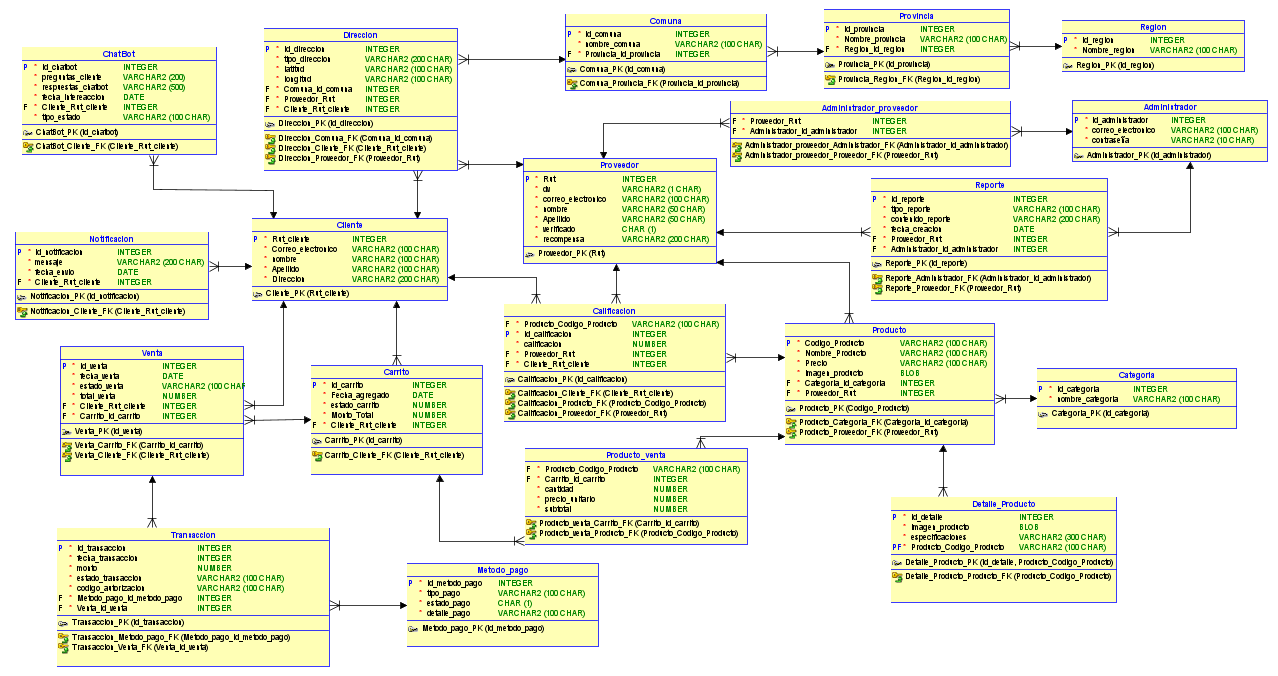 ChatBot
P * id_chatbot INTEGER
* preguntas_cliente VARCHAR2 (200)
* respuestas_chatbot VARCHAR2 (500)
* fecha_intereaccion DATE
F * Cliente_Rut_cliente INTEGER
* tipo_estado VARCHAR2 (100 CHAR)
ChatBot_PK (id_chatbot)
ChatBot_Cliente_FK (Cliente_Rut_cliente)
Direccion
P * id_direccion INTEGER
* tipo_direccion VARCHAR2 (200 CHAR)
* latitud VARCHAR2 (100 CHAR)
* longitud VARCHAR2 (100 CHAR)
F * Comuna_id_comuna INTEGER
F * Proveedor_Rut INTEGER
F * Cliente_Rut_cliente INTEGER
Direccion_PK (id_direccion)
Direccion_Comuna_FK (Comuna_id_comuna)
Direccion_Cliente_FK (Cliente_Rut_cliente)
Direccion_Proveedor_FK (Proveedor_Rut)
Comuna
P * id_comuna INTEGER
* nombre_comuna VARCHAR2 (100 CHAR)
F * Provincia_id_provincia INTEGER
Comuna_PK (id_comuna)
Comuna_Provincia_FK (Provincia_id_provincia)
Provincia
P * id_provincia INTEGER
* Nombre_provincia VARCHAR2 (100 CHAR)
F * Region_id_region INTEGER
Provincia_PK (id_provincia)
Provincia_Region_FK (Region_id_region)
Region
P * id_region INTEGER
* Nombre_region VARCHAR2 (100 CHAR)
Region_PK (id_region)
Administrador_proveedor
F * Proveedor_Rut INTEGER
F * Administrador_id_administrador INTEGER
Administrador_proveedor_Administrador_FK (Administrador_id_administrador)
Administrador_proveedor_Proveedor_FK (Proveedor_Rut)
Administrador
P * id_administrador INTEGER
* correo_electronico VARCHAR2 (100 CHAR)
* contraseña VARCHAR2 (10 CHAR)
Administrador_PK (id_administrador)
Proveedor
P * Rut INTEGER
* dv VARCHAR2 (1 CHAR)
* correo_electronico VARCHAR2 (100 CHAR)
* nombre VARCHAR2 (50 CHAR)
* Apellido VARCHAR2 (50 CHAR)
* verificado CHAR (1)
* recompensa VARCHAR2 (200 CHAR)
Proveedor_PK (Rut)
Reporte
P * id_reporte INTEGER
* tipo_reporte VARCHAR2 (100 CHAR)
* contenido_reporte VARCHAR2 (200 CHAR)
* fecha_creacion DATE
F * Proveedor_Rut INTEGER
F * Administrador_id_administrador INTEGER
Reporte_PK (id_reporte)
Reporte_Administrador_FK (Administrador_id_administrador)
Reporte_Proveedor_FK (Proveedor_Rut)
Notificacion
P * id_notificacion INTEGER
* mensaje VARCHAR2 (200 CHAR)
* fecha_envio DATE
F * Cliente_Rut_cliente INTEGER
Notificacion_PK (id_notificacion)
Notificacion_Cliente_FK (Cliente_Rut_cliente)
Cliente
P * Rut_cliente INTEGER
* Correo_electronico VARCHAR2 (100 CHAR)
* nombre VARCHAR2 (100 CHAR)
* Apellido VARCHAR2 (100 CHAR)
* Direccion VARCHAR2 (200 CHAR)
Cliente_PK (Rut_cliente)
Calificacion
F * Producto_Codigo_Producto VARCHAR2 (100 CHAR)
P * id_calificacion INTEGER
* calificacion NUMBER
F * Proveedor_Rut INTEGER
F * Cliente_Rut_cliente INTEGER
Calificacion_PK (id_calificacion)
Calificacion_Cliente_FK (Cliente_Rut_cliente)
Calificacion_Producto_FK (Producto_Codigo_Producto)
Calificacion_Proveedor_FK (Proveedor_Rut)
Producto
P * Codigo_Producto VARCHAR2 (100 CHAR)
* Nombre_Producto VARCHAR2 (100 CHAR)
* Precio VARCHAR2 (100 CHAR)
* imagen_producto BLOB
F * Categoria_id_categoria INTEGER
F * Proveedor_Rut INTEGER
Producto_PK (Codigo_Producto)
Producto_Categoria_FK (Categoria_id_categoria)
Producto_Proveedor_FK (Proveedor_Rut)
Categoria
P * id_categoria INTEGER
* nombre_categoria VARCHAR2 (100 CHAR)
Categoria_PK (id_categoria)
Venta
P * id_venta INTEGER
* fecha_venta DATE
* estado_venta VARCHAR2 (100 CHAR
* total_venta NUMBER
F * Cliente_Rut_cliente INTEGER
F * Carrito_id_carrito INTEGER
Venta_PK (id_venta)
Venta_Carrito_FK (Carrito_id_carrito)
Venta_Cliente_FK (Cliente_Rut_cliente)
Carrito
P * id_carrito INTEGER
* Fecha_agregado DATE
* estado_carrito NUMBER
* Monto_Total NUMBER
F * Cliente_Rut_cliente INTEGER
Carrito_PK (id_carrito)
Carrito_Cliente_FK (Cliente_Rut_cliente)
Producto_venta
F * Producto_Codigo_Producto VARCHAR2 (100 CHAR)
F * Carrito_id_carrito INTEGER
* cantidad NUMBER
* precio_unitario NUMBER
* subtotal NUMBER
Producto_venta_Carrito_FK (Carrito_id_carrito)
Producto_venta_Producto_FK (Producto_Codigo_Producto)
Detalle_Producto
P * id_detalle INTEGER
* imagen_producto BLOB
* especificaciones VARCHAR2 (300 CHAR)
PF * Producto_Codigo_Producto VARCHAR2 (100 CHAR)
Detalle_Producto_PK (id_detalle, Producto_Codigo_Producto)
Detalle_Producto_Producto_FK (Producto_Codigo_Producto)
Transaccion
P * id_transaccion INTEGER
* fecha_transaccion INTEGER
* monto NUMBER
* estado_transaccion VARCHAR2 (100 CHAR)
* codigo_autorizacion VARCHAR2 (100 CHAR)
F * Metodo_pago_id_metodo_pago INTEGER
F * Venta_id_venta INTEGER
Transaccion_PK (id_transaccion)
Transaccion_Metodo_pago_FK (Metodo_pago_id_metodo_pago)
Transaccion_Venta_FK (Venta_id_venta)
Metodo_pago
P * id_metodo_pago INTEGER
* tipo_pago VARCHAR2 (100 CHAR)
* estado_pago CHAR (1)
* detalle_pago VARCHAR2 (100 CHAR)
Metodo_pago_PK (id_metodo_pago)